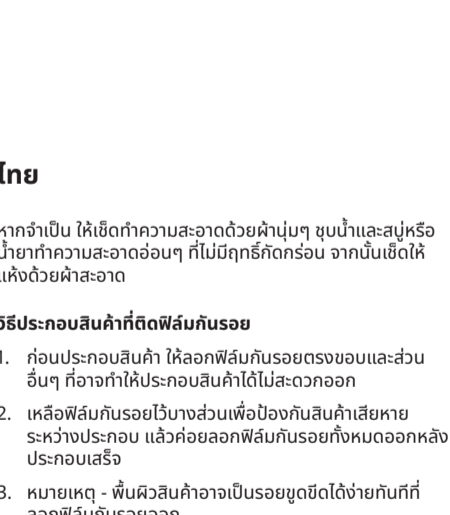 ไทย
หากจำเป็น ให้เช็ดทำความสะอาดด้วยผ้านุ่มๆ ชุบน้ำและสบู่หรือ
น้ำยาทำความสะอาดอ่อนๆ ที่ไม่มีฤทธิ์กัดกร่อน จากนั้นเช็ดให้
แห้งด้วยผ้าสะอาด
วิธีประกอบสินค้าที่ติดฟิล์มกันรอย
1. ก่อนประกอบสินค้า ให้ลอกฟิล์มกันรอยตรงขอบและส่วน
อื่นๆ ที่อาจทำให้ประกอบสินค้าได้ไม่สะดวกออก
2. เหลือฟิล์มกันรอยไว้บางส่วนเพื่อป้องกันสินค้าเสียหาย
ระหว่างประกอบ แล้วค่อยลอกฟิล์มกันรอยทั้งหมดออกหลัง
ประกอบเสร็จ
3. หมายเหตุ - พื้นผิวสินค้าอาจเป็นรอยขูดขีดได้ง่ายทันทีที่
ลอกฟิล์มกันรอยออก